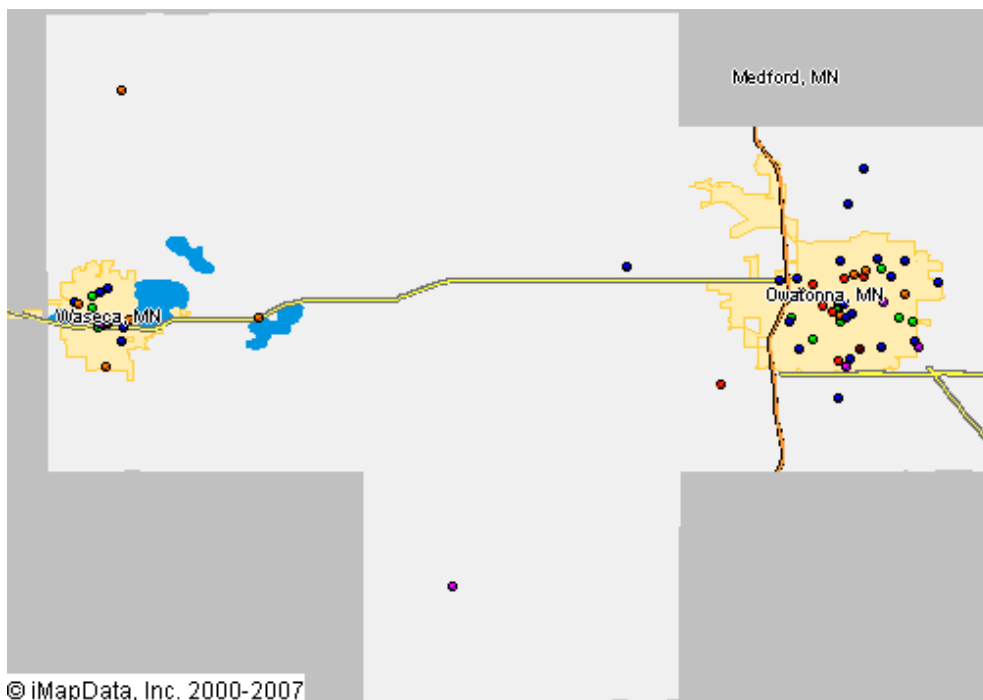 Medford, MN
Owatonna, MN
Waseca, MN
© iMapData, Inc. 2000-2007